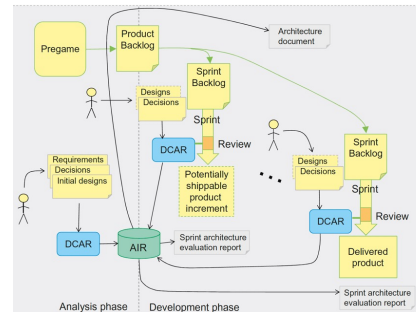 Pregame
Product
Backlog
Architecture
document
Sprint
Backlog
Designs
Decisions
Sprint
DCAR
Review
Potentially
shippable
product
increment
Requirements
Decisions
Initial designs
DCAR
AIR
Sprint architecture
evaluation report
...
Designs
Decisions
Sprint
Backlog
Sprint
DCAR
Review
Delivered
product
Sprint architecture
evaluation report
Analysis phase
Development phase